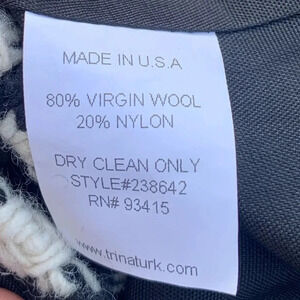 MADE IN U.S.A
80% VIRGIN WOOL
20% NYLON
DRY CLEAN ONLY
STYLE#238642
RN# 93415
www.trinaturk.com